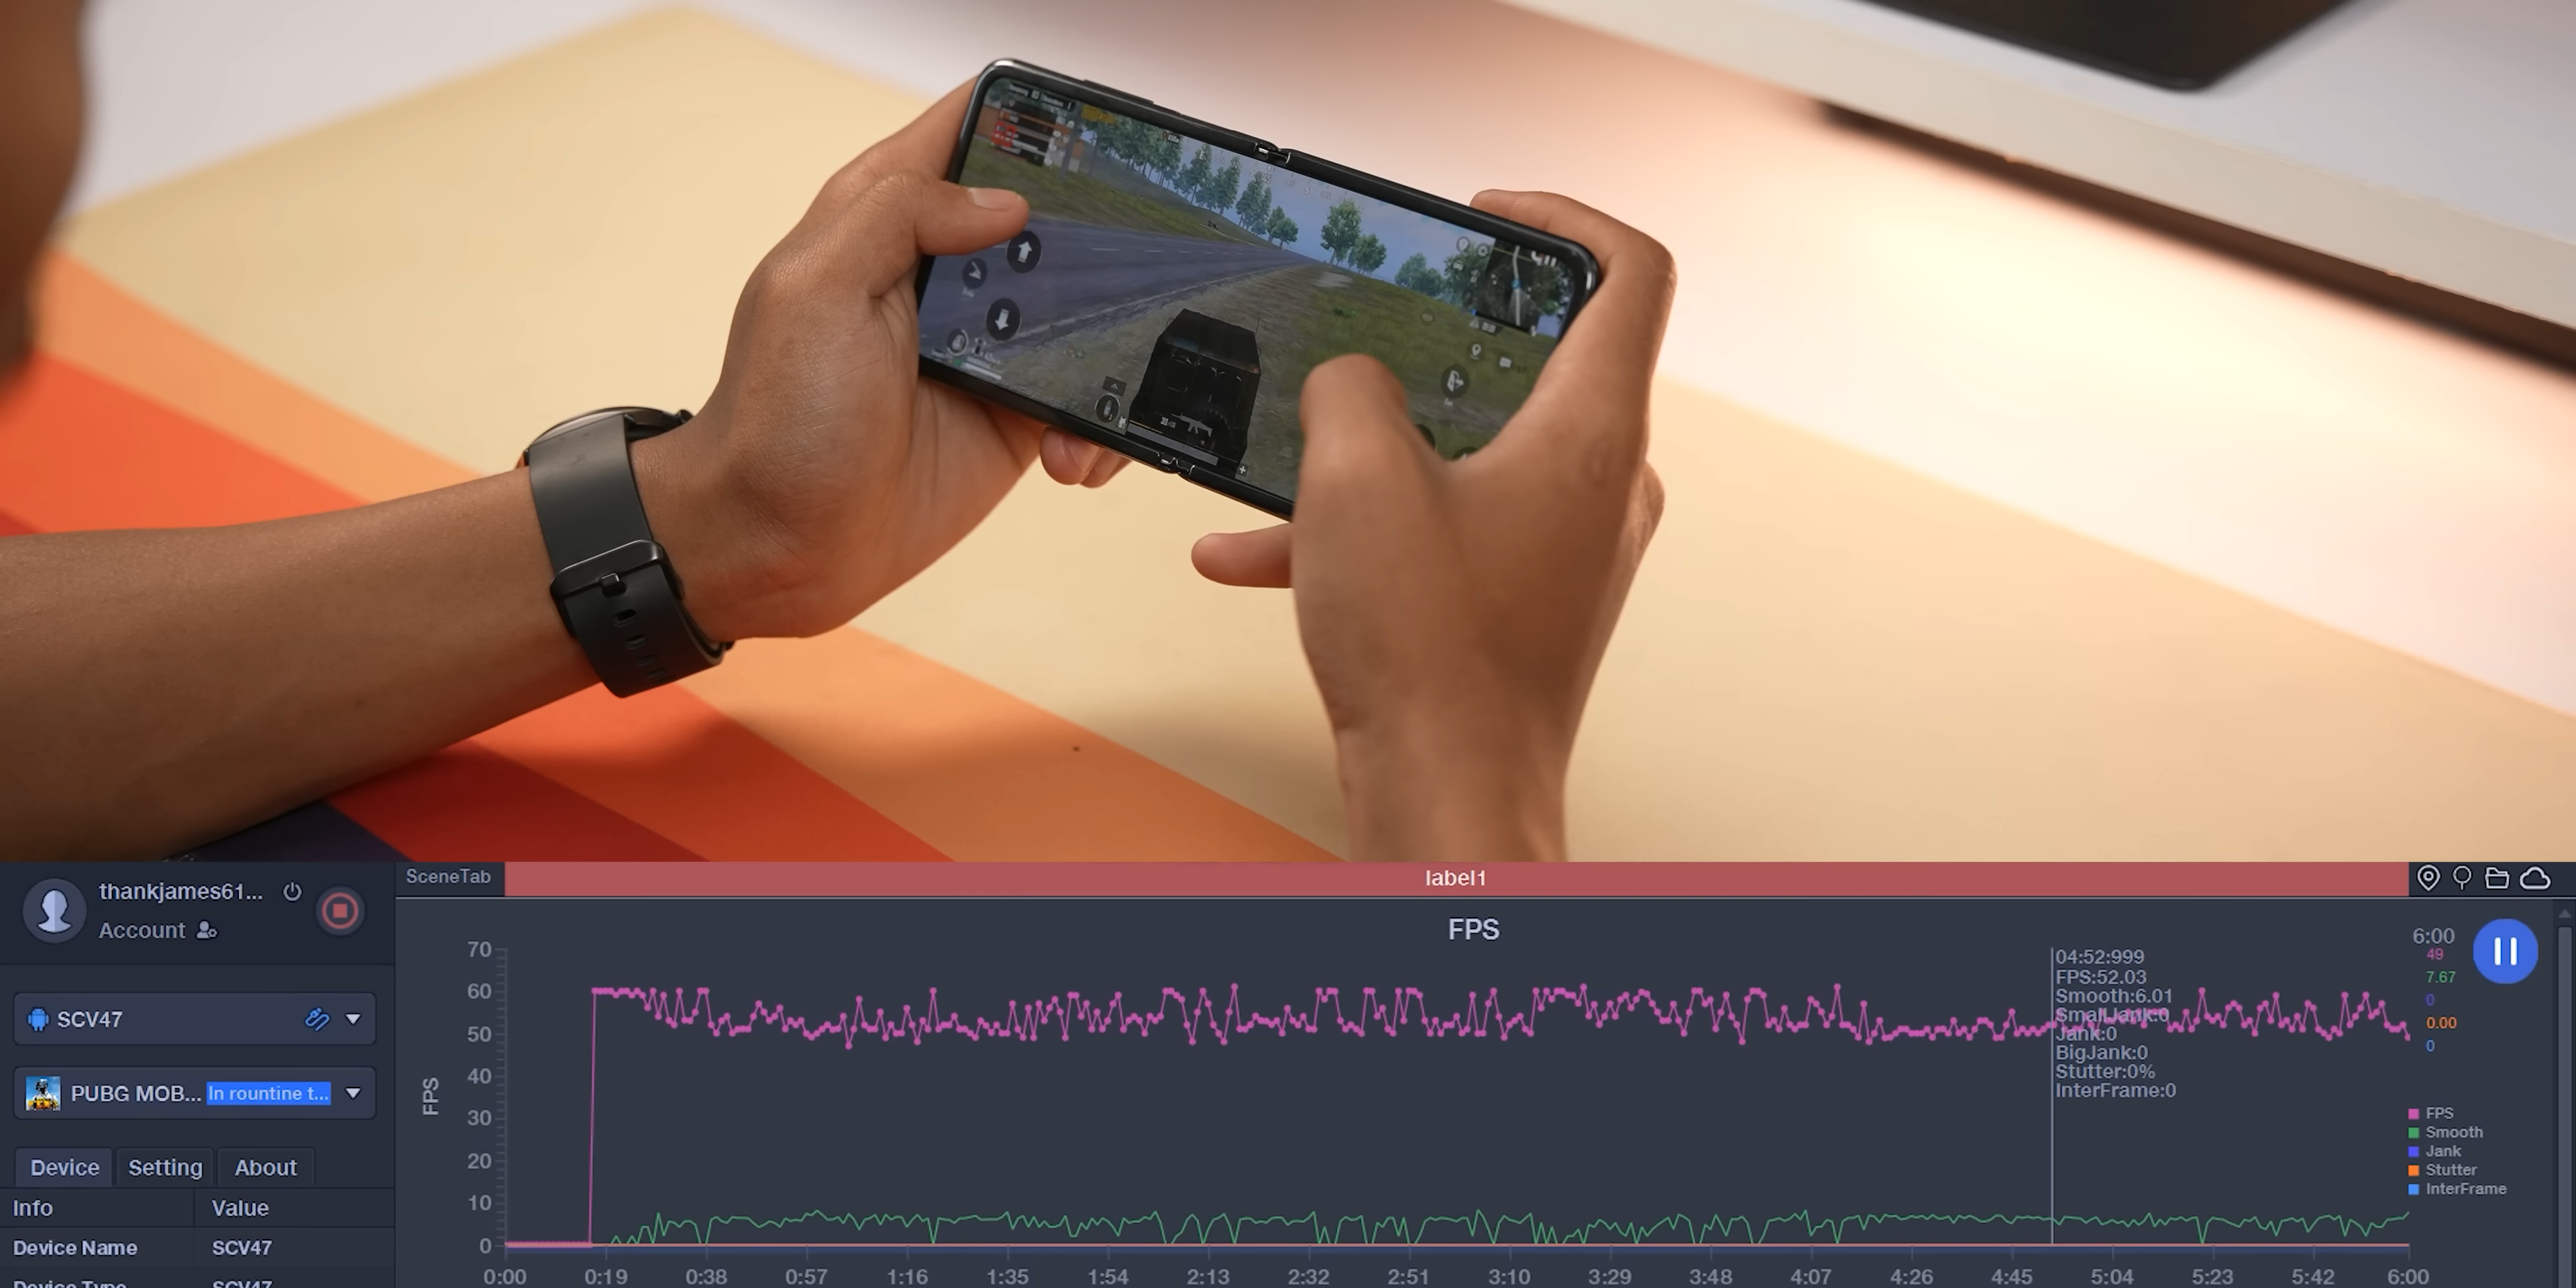 thankjames61...
Account
SCV47
PUBG MOB... In rountine t...
Device Setting About
Info Value
Device Name SCV47
Device Type SCV47
SceneTab
label1
FPS
70
60
50
40
30
20
10
0
FPS
0:00 0:19 0:38 0:57 1:16 1:35 1:54 2:13 2:32 2:51 3:10 3:29 3:48 4:07 4:26 4:45 5:04 5:23 5:42 6:00
04:52:999
FPS:52.03
Smooth:6.01
SmallJank:0
Jank:0
BigJank:0
Stutter:0%
InterFrame:0
6:00
49
7.67
0
0.00
0
FPS
Smooth
Jank
Stutter
InterFrame